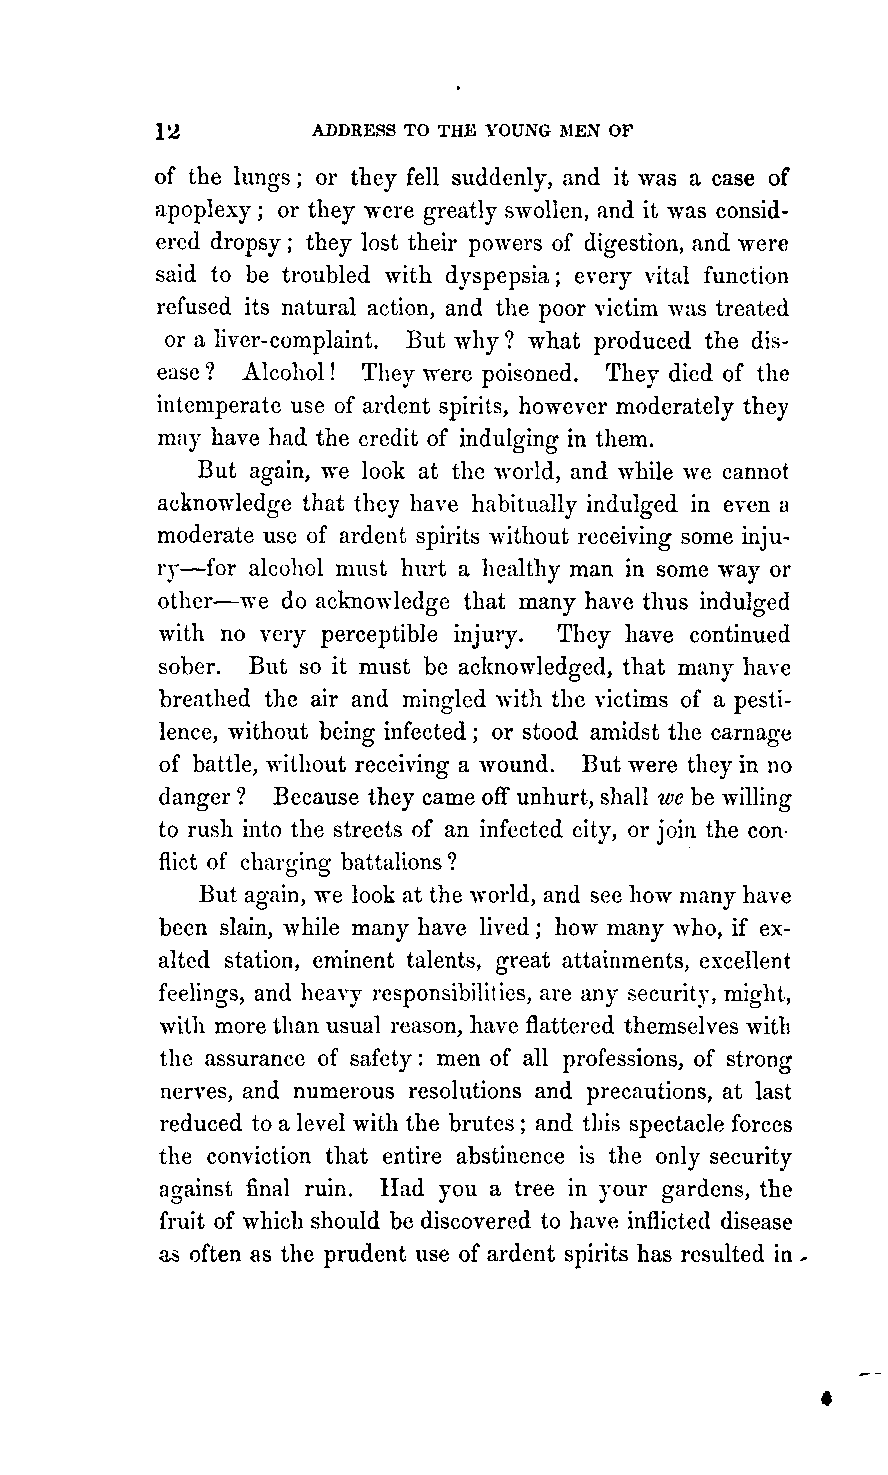 12 ADDRESS TO THE YOUNG MEN OF
of the lungs; or they fell suddenly, and it was a case of
apoplexy; or they were greatly swollen, and it was consid-
ered dropsy; they lost their powers of digestion, and were
said to be troubled with dyspepsia; every vital function
refused its natural action, and the poor victim was treated
or a liver-complaint. But why? what produced the dis-
ease? Alcohol! They were poisoned. They died of the
intemperate use of ardent spirits, however moderately they
may have had the credit of indulging in them.
But again, we look at the world, and while we cannot
acknowledge that they have habitually indulged in even a
moderate use of ardent spirits without receiving some inju-
ry—for alcohol must hurt a healthy man in some way or
other—we do acknowledge that many have thus indulged
with no very perceptible injury. They have continued
sober. But so it must be acknowledged, that many have
breathed the air and mingled with the victims of a pesti-
lence, without being infected; or stood amidst the carnage
of battle, without receiving a wound. But were they in no
danger? Because they came off unhurt, shall we be willing
to rush into the streets of an infected city, or join the con-
flict of charging battalions?
But again, we look at the world, and see how many have
been slain, while many have lived; how many who, if ex-
alted station, eminent talents, great attainments, excellent
feelings, and heavy responsibilities, are any security, might,
with more than usual reason, have flattered themselves with
the assurance of safety: men of all professions, of strong
nerves, and numerous resolutions and precautions, at last
reduced to a level with the brutes; and this spectacle forces
the conviction that entire abstinence is the only security
against final ruin. Had you a tree in your gardens, the
fruit of which should be discovered to have inflicted disease
as often as the prudent use of ardent spirits has resulted in